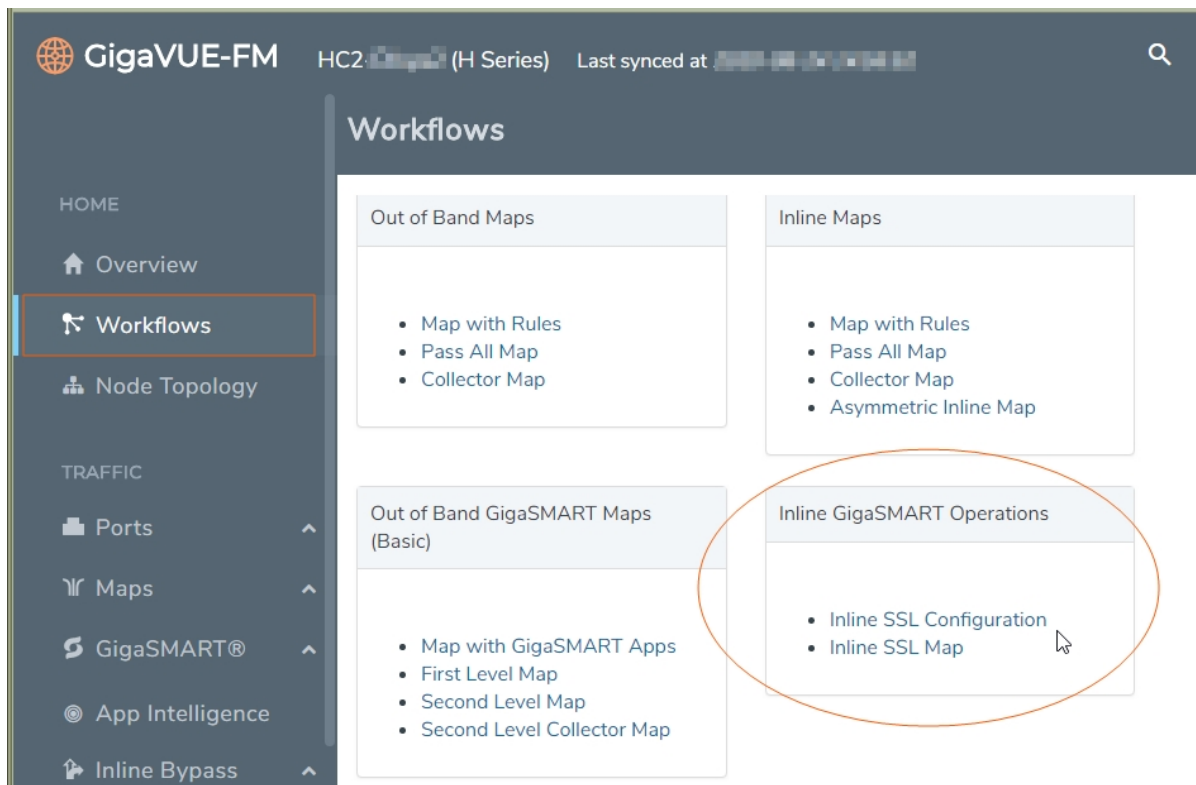 GigaVUE-FM
HC2- (H Series) Last synced at
Workflows
HOME
Overview
Workflows
Node Topology
TRAFFIC
Ports
Maps
GigaSMART®
App Intelligence
Inline Bypass
Out of Band Maps
• Map with Rules
• Pass All Map
• Collector Map
Inline Maps
• Map with Rules
• Pass All Map
• Collector Map
• Asymmetric Inline Map
Out of Band GigaSMART Maps
(Basic)
• Map with GigaSMART Apps
• First Level Map
• Second Level Map
• Second Level Collector Map
Inline GigaSMART Operations
• Inline SSL Configuration
• Inline SSL Map